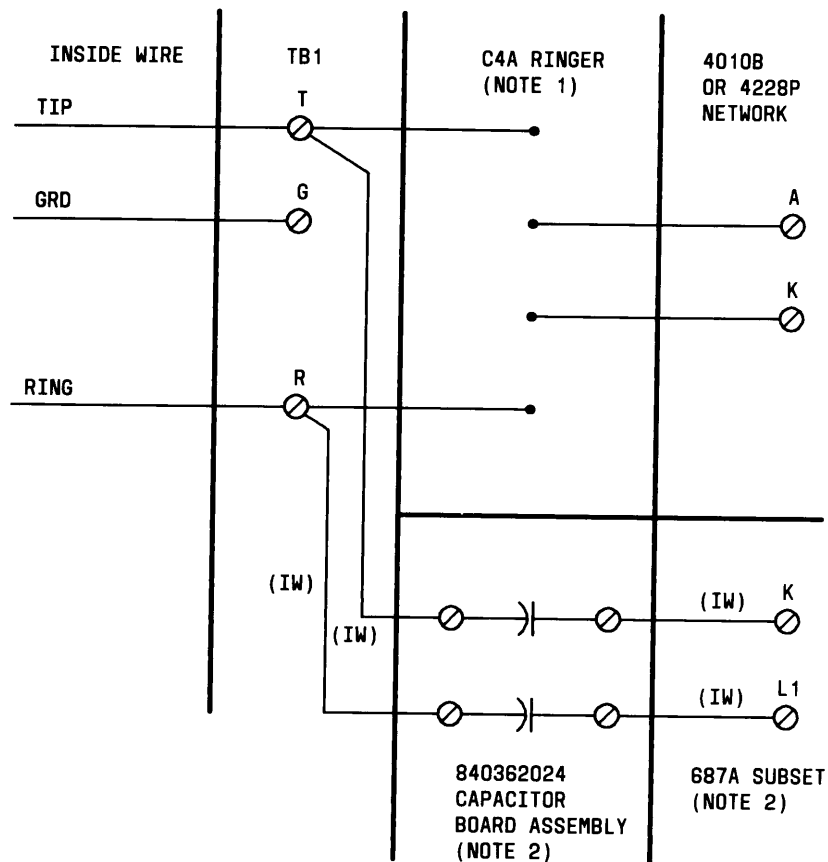 INSIDE WIRE
TB1
C4A RINGER
(NOTE 1)
4010B
OR 4228P
NETWORK
TIP
T
GRD
G
A
K
RING
R
(IW)
(IW)
(IW)
K
(IW)
L1
840362024
CAPACITOR
BOARD ASSEMBLY
(NOTE 2)
687A SUBSET
(NOTE 2)